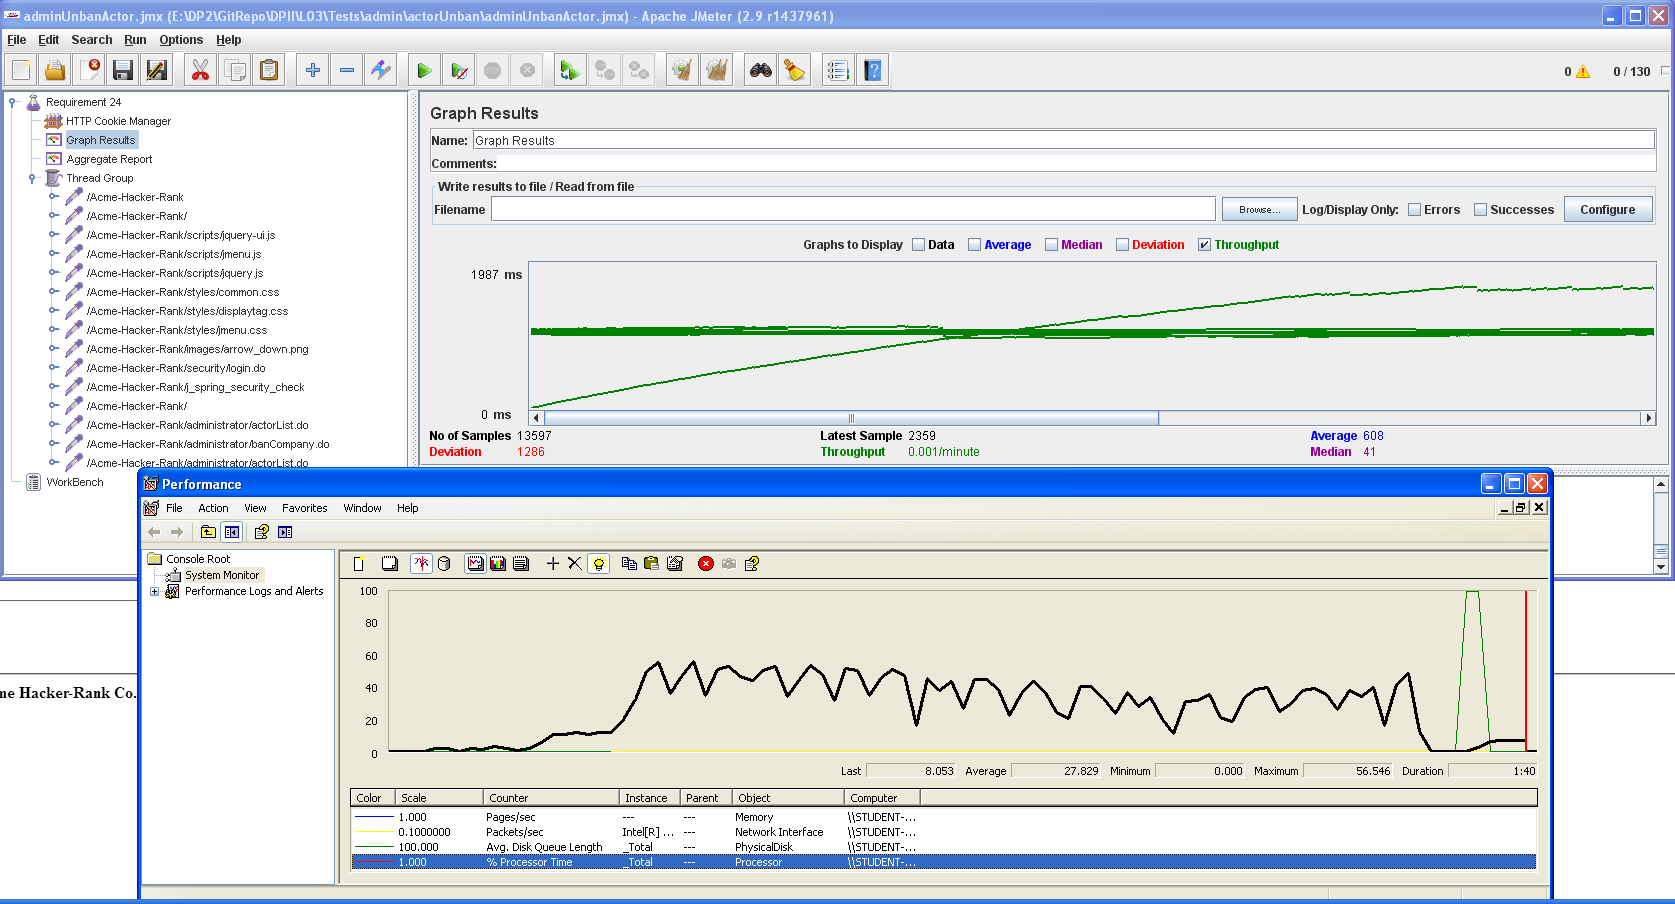 adminUnbanActor.jmx (E:\DP2\GitRepo\DPII\LO3\Tests\admin\actorUnban\adminUnbanActor.jmx) - Apache JMeter (2.9 r1437961)
File Edit Search Run Options Help
0 0 / 130
Requirement 24
HTTP Cookie Manager
Graph Results
Aggregate Report
Thread Group
/Acme-Hacker-Rank
/Acme-Hacker-Rank/
/Acme-Hacker-Rank/scripts/jquery-ui.js
/Acme-Hacker-Rank/scripts/jmenu.js
/Acme-Hacker-Rank/scripts/jquery.js
/Acme-Hacker-Rank/styles/common.css
/Acme-Hacker-Rank/styles/displaytag.css
/Acme-Hacker-Rank/styles/jmenu.css
/Acme-Hacker-Rank/images/arrow_down.png
/Acme-Hacker-Rank/security/login.do
/Acme-Hacker-Rank/j_spring_security_check
/Acme-Hacker-Rank/
/Acme-Hacker-Rank/administrator/actorList.do
/Acme-Hacker-Rank/administrator/banCompany.do
/Acme-Hacker-Rank/administrator/actorList.do
WorkBench
Graph Results
Name: Graph Results
Comments:
Write results to file / Read from file
Filename Browse... Log/Display Only: Errors Successes Configure
Graphs to Display Data Average Median Deviation Throughput
1987 ms
0 ms
No of Samples 13597 Latest Sample 2359 Average 608
Deviation 1286 Throughput 0.001/minute Median 41
Performance
File Action View Favorites Window Help
Console Root
System Monitor
Performance Logs and Alerts
100
80
60
40
20
0
Last 8.053 Average 27.829 Minimum 0.000 Maximum 56.546 Duration 1:40
Color Scale Counter Instance Parent Object Computer
1.000 Pages/sec --- --- Memory \\STUDENT-...
0.1000000 Packets/sec Intel[R] ... --- Network Interface \\STUDENT-...
100.000 Avg. Disk Queue Length _Total --- PhysicalDisk \\STUDENT-...
1.000 % Processor Time _Total --- Processor \\STUDENT-...
me Hacker-Rank Co.